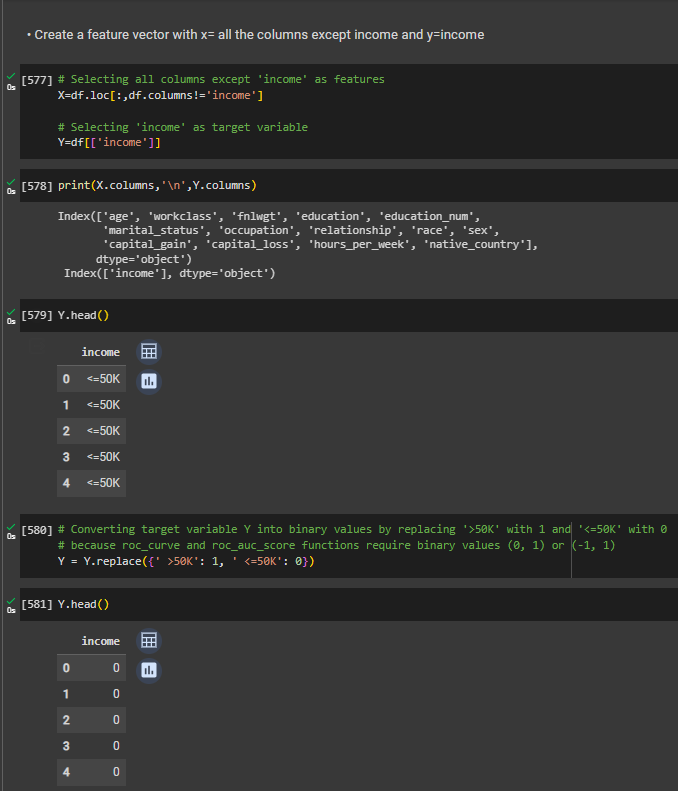 • Create a feature vector with x= all the columns except income and y=income
[577] # Selecting all columns except 'income' as features
0s
X=df.loc[:,df.columns!='income']
# Selecting 'income' as target variable
Y=df[['income']]
[578] print(X.columns,'\n',Y.columns)
0s
Index(['age', 'workclass', 'fnlwgt', 'education', 'education_num',
'marital_status', 'occupation', 'relationship', 'race', 'sex',
'capital_gain', 'capital_loss', 'hours_per_week', 'native_country'],
dtype='object')
Index(['income'], dtype='object')
[579] Y.head()
0s
income
0 <=50K
1 <=50K
2 <=50K
3 <=50K
4 <=50K
[580] # Converting target variable Y into binary values by replacing '>50K' with 1 and '<=50K' with 0
0s
# because roc_curve and roc_auc_score functions require binary values (0, 1) or (-1, 1)
Y = Y.replace({' >50K': 1, ' <=50K': 0})
[581] Y.head()
0s
income
0 0
1 0
2 0
3 0
4 0